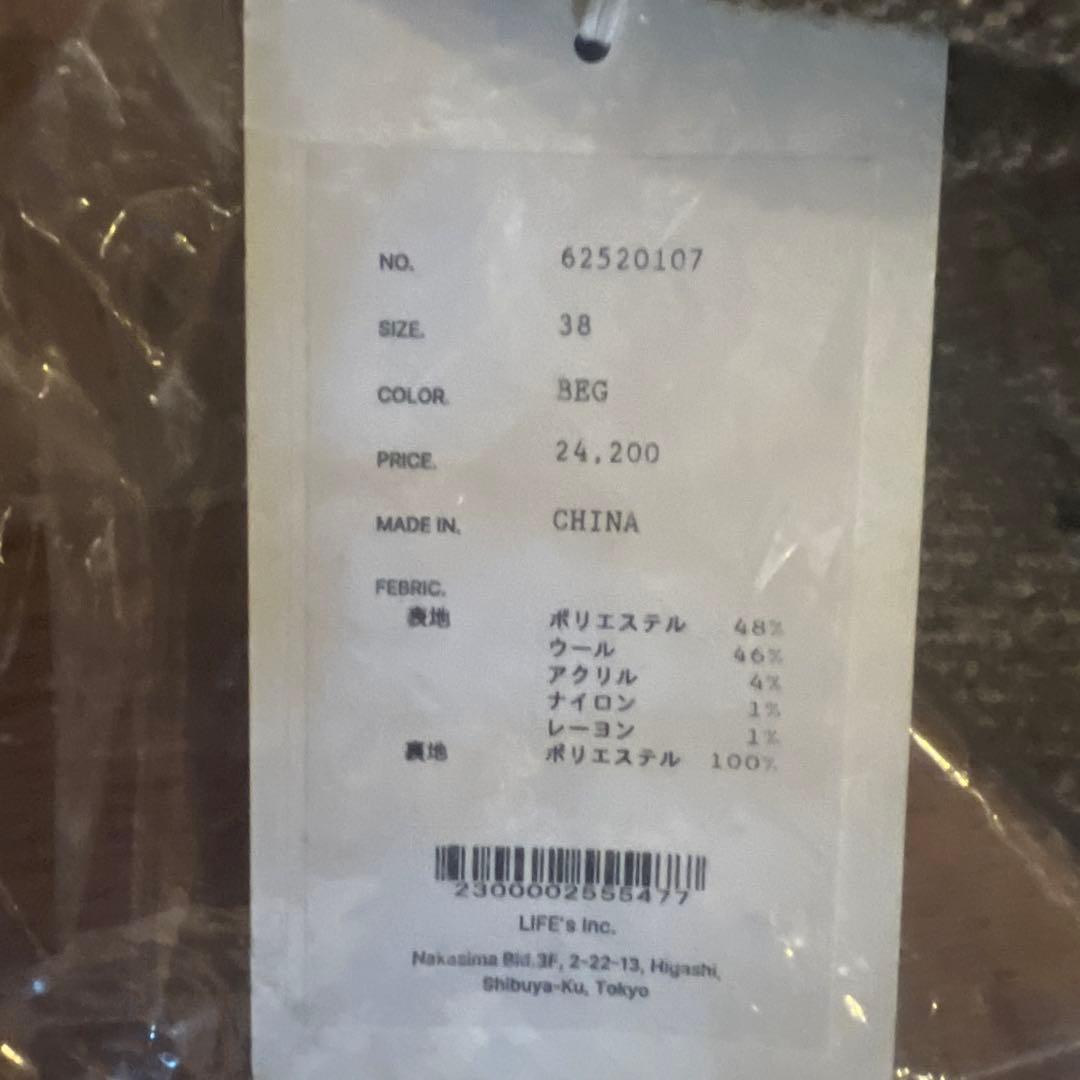 NO. 62520107
SIZE. 38
COLOR. BEG
PRICE. 24,200
MADE IN. CHINA
FEBRIC.
表地 ポリエステル 48%
ウール 46%
アクリル 4%
ナイロン 1%
レーヨン 1%
裏地 ポリエステル 100%
2300002555477
LIFE's Inc.
Nakasima Bld.3F, 2-22-13, Higashi,
Shibuya-Ku, Tokyo